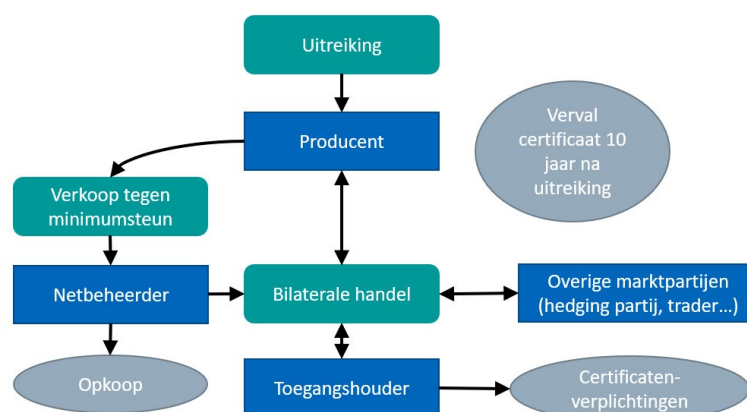 Uitreiking
Producent
Verval
certificaat 10
jaar na
uitreiking
Verkoop tegen
minimumsteun
Netbeheerder
Bilaterale handel
Overige marktpartijen
(hedging partij, trader...)
Opkoop
Toegangshouder
Certificaten-
verplichtingen